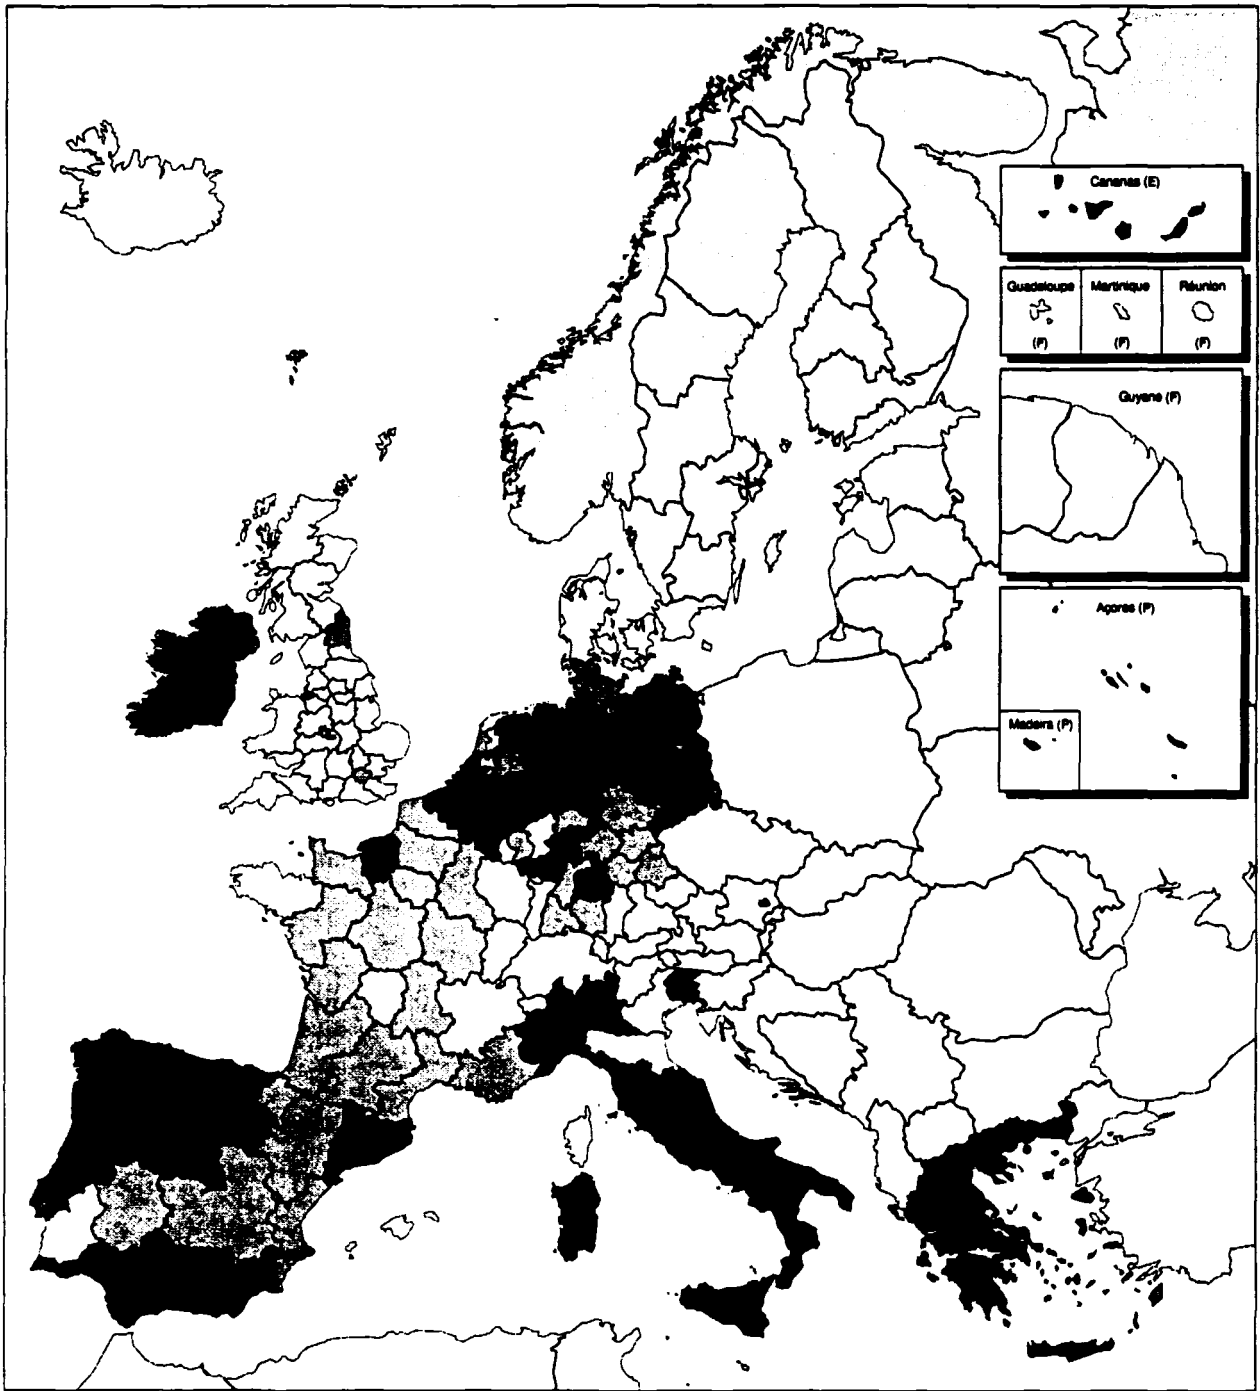 Canarias (E)
Guadeloupe Martinique Réunion
(F) (F) (F)
Guyane (F)
Açores (P)
Madeira (P)